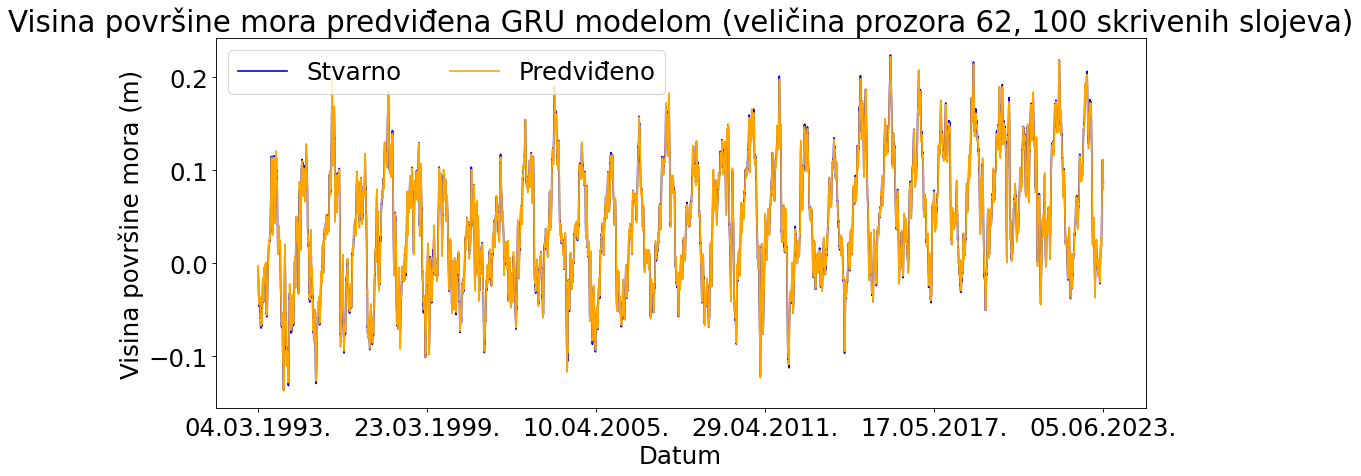 Visina površine mora predviđena GRU modelom (veličina prozora 62, 100 skrivenih slojeva)
Stvarno
Predviđeno
Visina površine mora (m)
0.2
0.1
0.0
−0.1
04.03.1993.
23.03.1999.
10.04.2005.
29.04.2011.
17.05.2017.
05.06.2023.
Datum